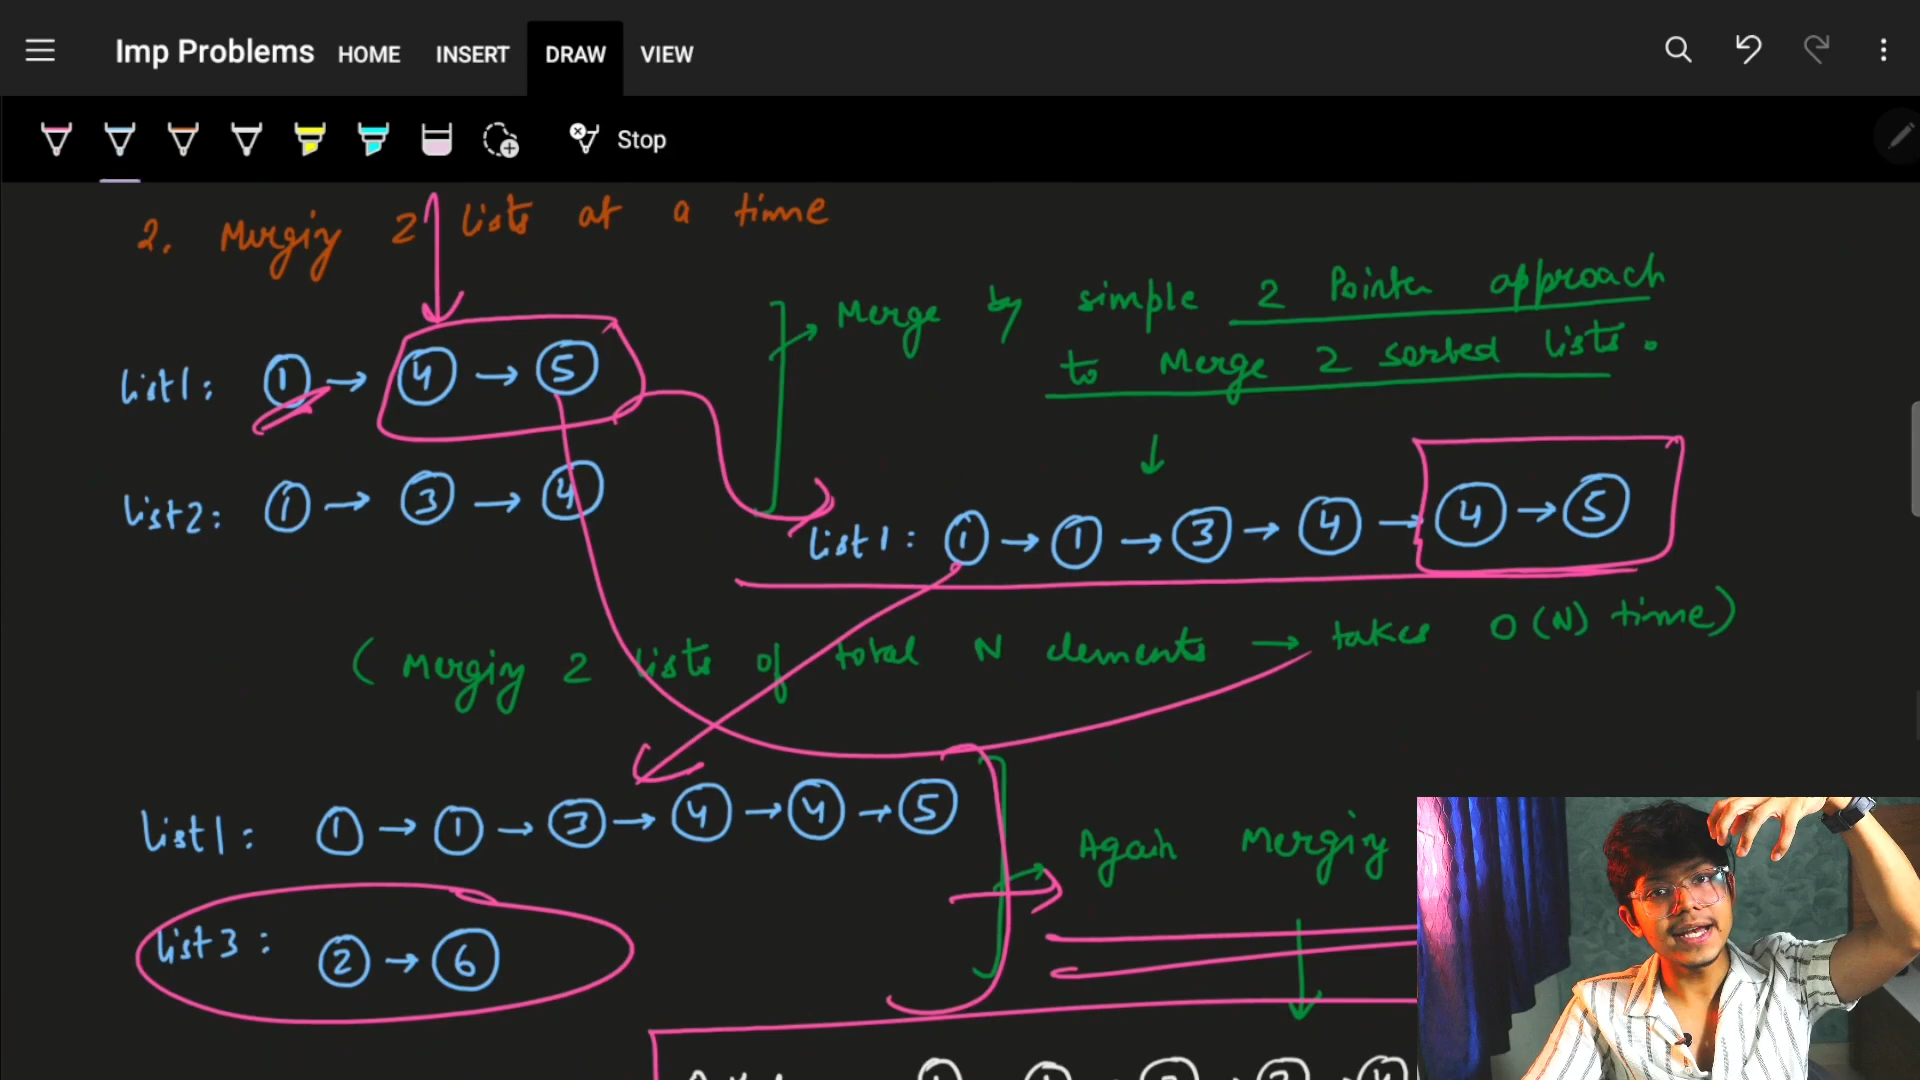 Imp Problems HOME INSERT DRAW VIEW
Stop
2. Merging 2 lists at a time
Merge by simple 2 Pointer approach
to Merge 2 sorted lists.
list1: 1 → 4 → 5
list2: 1 → 3 → 4
list1: 1 → 1 → 3 → 4 → 4 → 5
(Merging 2 lists of total N elements → takes O(N) time)
list1: 1 → 1 → 3 → 4 → 4 → 5
Again Merging
list3: 2 → 6